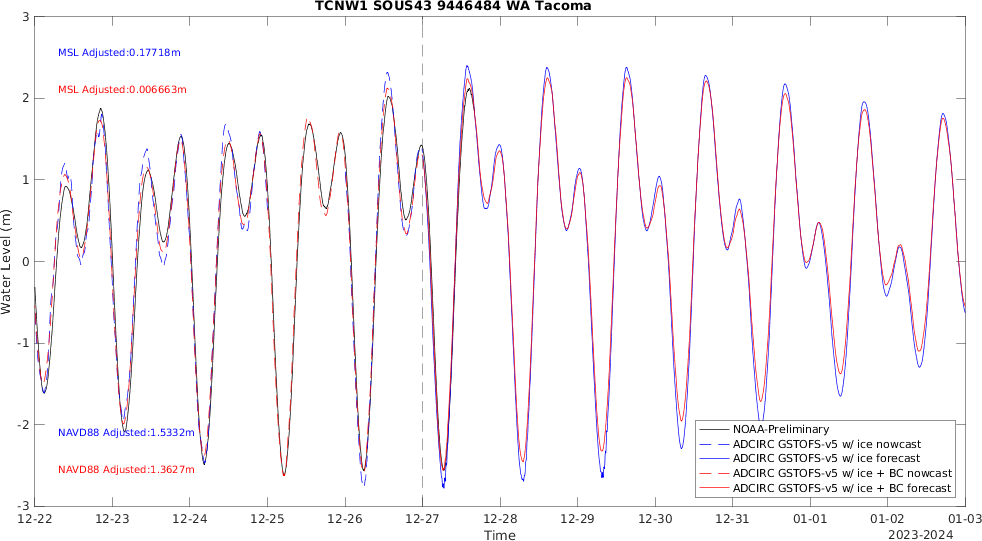 TCNW1 SOUS43 9446484 WA Tacoma
3
2
1
0
-1
-2
-3
Water Level (m)
MSL Adjusted:0.17718m
MSL Adjusted:0.006663m
NAVD88 Adjusted:1.5332m
NAVD88 Adjusted:1.3627m
NOAA-Preliminary
ADCIRC GSTOFS-v5 w/ ice nowcast
ADCIRC GSTOFS-v5 w/ ice forecast
ADCIRC GSTOFS-v5 w/ ice + BC nowcast
ADCIRC GSTOFS-v5 w/ ice + BC forecast
12-22 12-23 12-24 12-25 12-26 12-27 12-28 12-29 12-30 12-31 01-01 01-02 01-03
Time
2023-2024